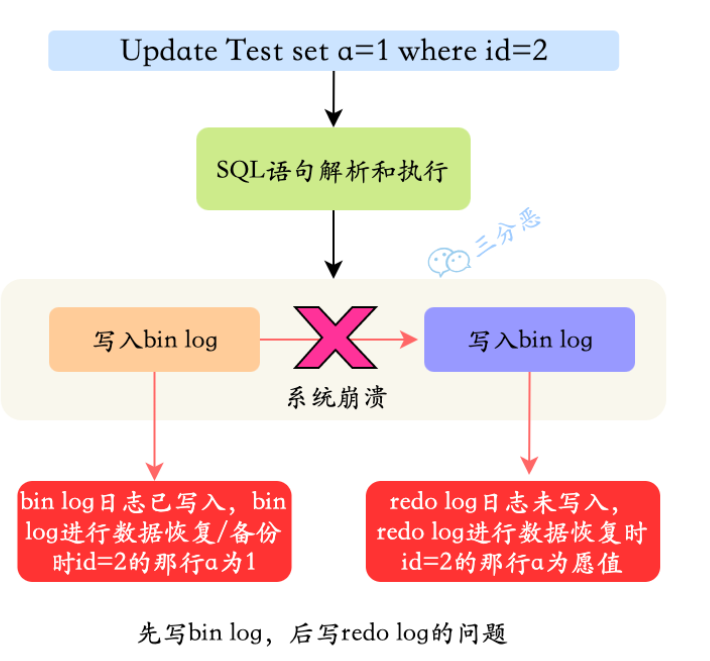 Update Test set a=1 where id=2
SQL语句解析和执行
三分恶
写入bin log
写入bin log
系统崩溃
bin log日志已写入，bin
log进行数据恢复/备份
时id=2的那行a为1
redo log日志未写入，
redo log进行数据恢复时
id=2的那行a为愿值
先写bin log，后写redo log的问题